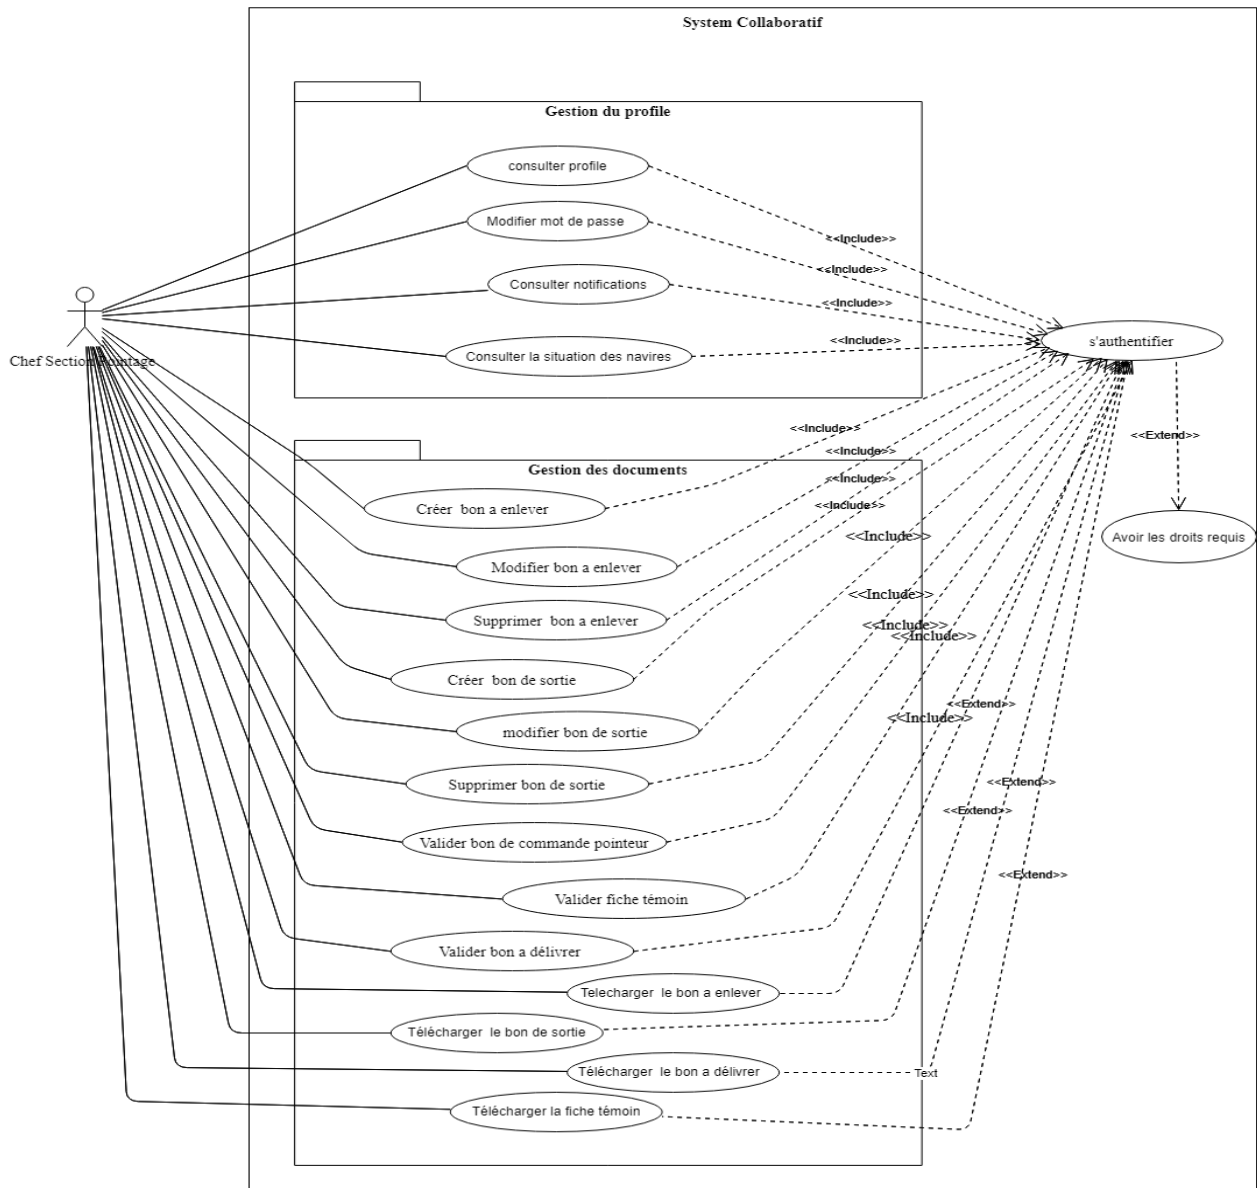 System Collaboratif
Gestion du profile
consulter profile
Modifier mot de passe
<<Include>>
<<Include>>
Consulter notifications
<<Include>>
s'authentifier
<<Include>>
Consulter la situation des navires
Chef Section Pointage
<<Include>>
<<Extend>>
<<Include>>
Gestion des documents
<<Include>>
Créer  bon a enlever
<<Include>>
<<Include>>
Avoir les droits requis
Modifier bon a enlever
<<Include>>
Supprimer  bon a enlever
<<Include>>
<<Include>>
Créer  bon de sortie
<<Extend>>
<<Include>>
modifier bon de sortie
Supprimer bon de sortie
<<Extend>>
<<Extend>>
Valider bon de commande pointeur
<<Extend>>
Valider fiche témoin
Valider bon a délivrer
Telecharger  le bon a enlever
Télécharger  le bon de sortie
Télécharger  le bon a délivrer
Text
Télécharger la fiche témoin